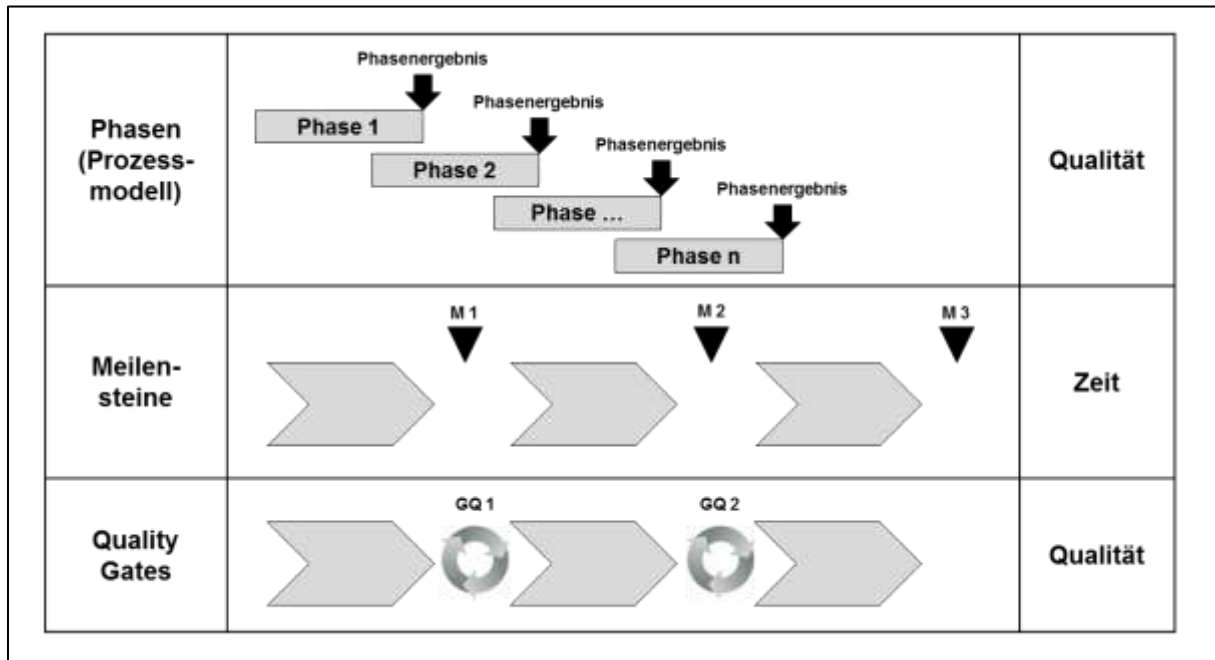 Phasen
(Prozess-
modell)
Phasenergebnis
Phase 1
Phasenergebnis
Phase 2
Phasenergebnis
Phase ...
Phasenergebnis
Phase n
Qualität
Meilen-
steine
M 1
M 2
M 3
Zeit
Quality
Gates
GQ 1
GQ 2
Qualität